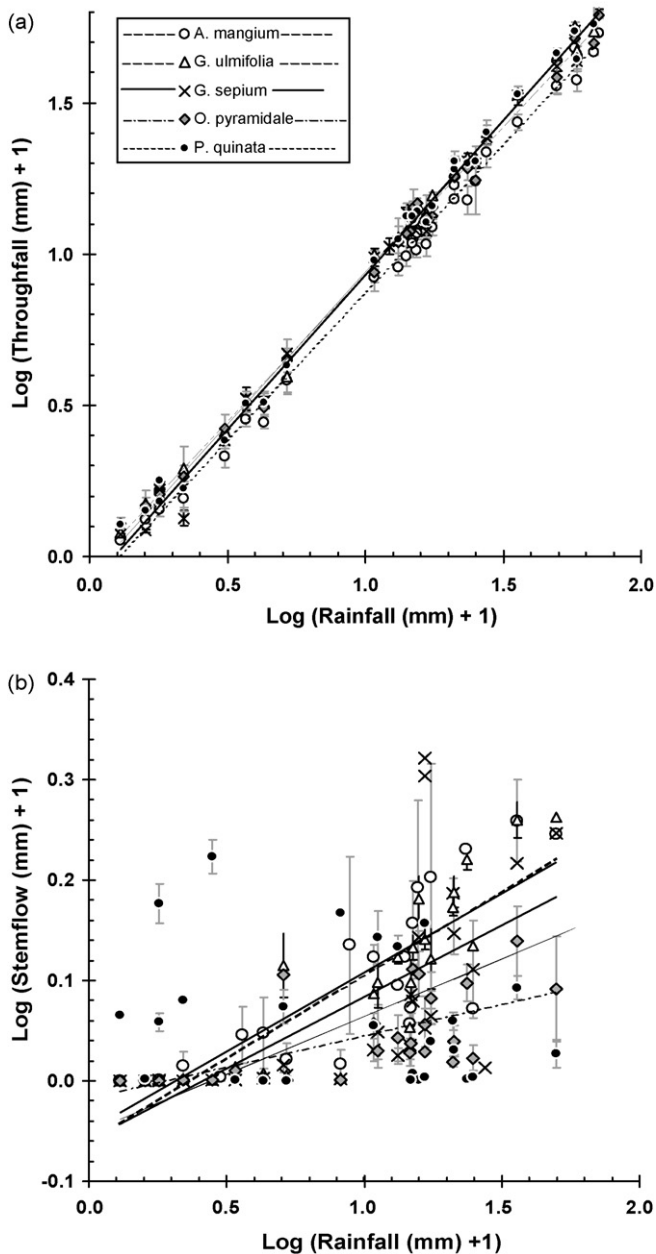 (a)
A. mangium
G. ulmifolia
G. sepium
O. pyramidale
P. quinata
Log (Throughfall (mm) + 1)
1.5
1.0
0.5
0.0
0.0 0.5 1.0 1.5 2.0
Log (Rainfall (mm) + 1)
(b)
Log (Stemflow (mm) + 1)
0.4
0.3
0.2
0.1
0.0
-0.1
0.0 0.5 1.0 1.5 2.0
Log (Rainfall (mm) +1)